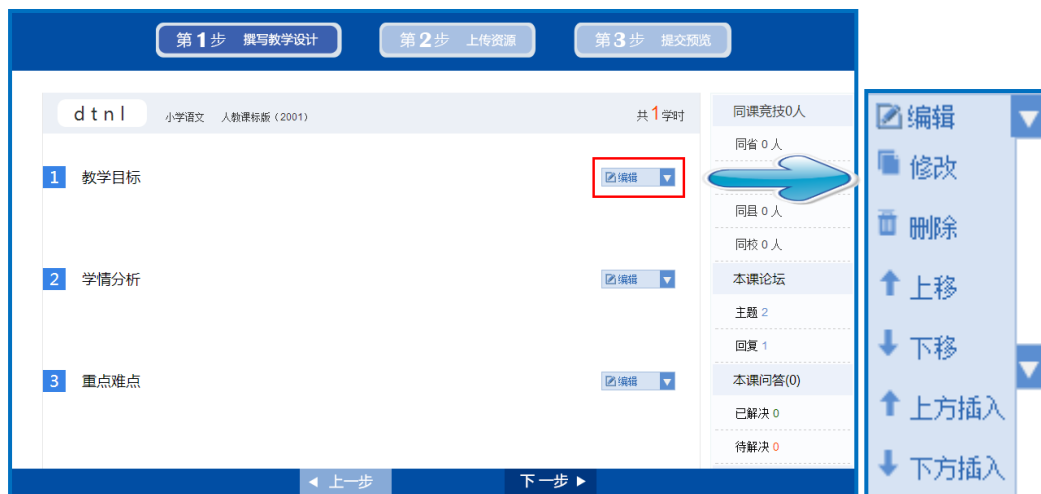 第1步 撰写教学设计
第2步 上传资源
第3步 提交预览
dtnl 小学语文 人教课标版（2001） 共1学时
1 教学目标 编辑
2 学情分析 编辑
3 重点难点 编辑
上一步
下一步
同课竞技0人
同省 0 人
同县 0 人
同校 0 人
本课论坛
主题 2
回复 1
本课问答(0)
已解决 0
待解决 0
编辑
修改
删除
上移
下移
上方插入
下方插入